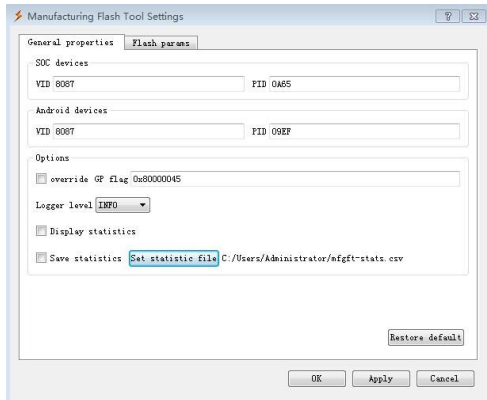 Manufacturing Flash Tool Settings
General properties Flash params
SOC devices
VID 8087 PID 0A65
Android devices
VID 8087 PID 09EF
Options
override GP flag 0x80000045
Logger level INFO
Display statistics
Save statistics Set statistic file C:/Users/Administrator/mfgft-stats.csv
Restore default
OK Apply Cancel